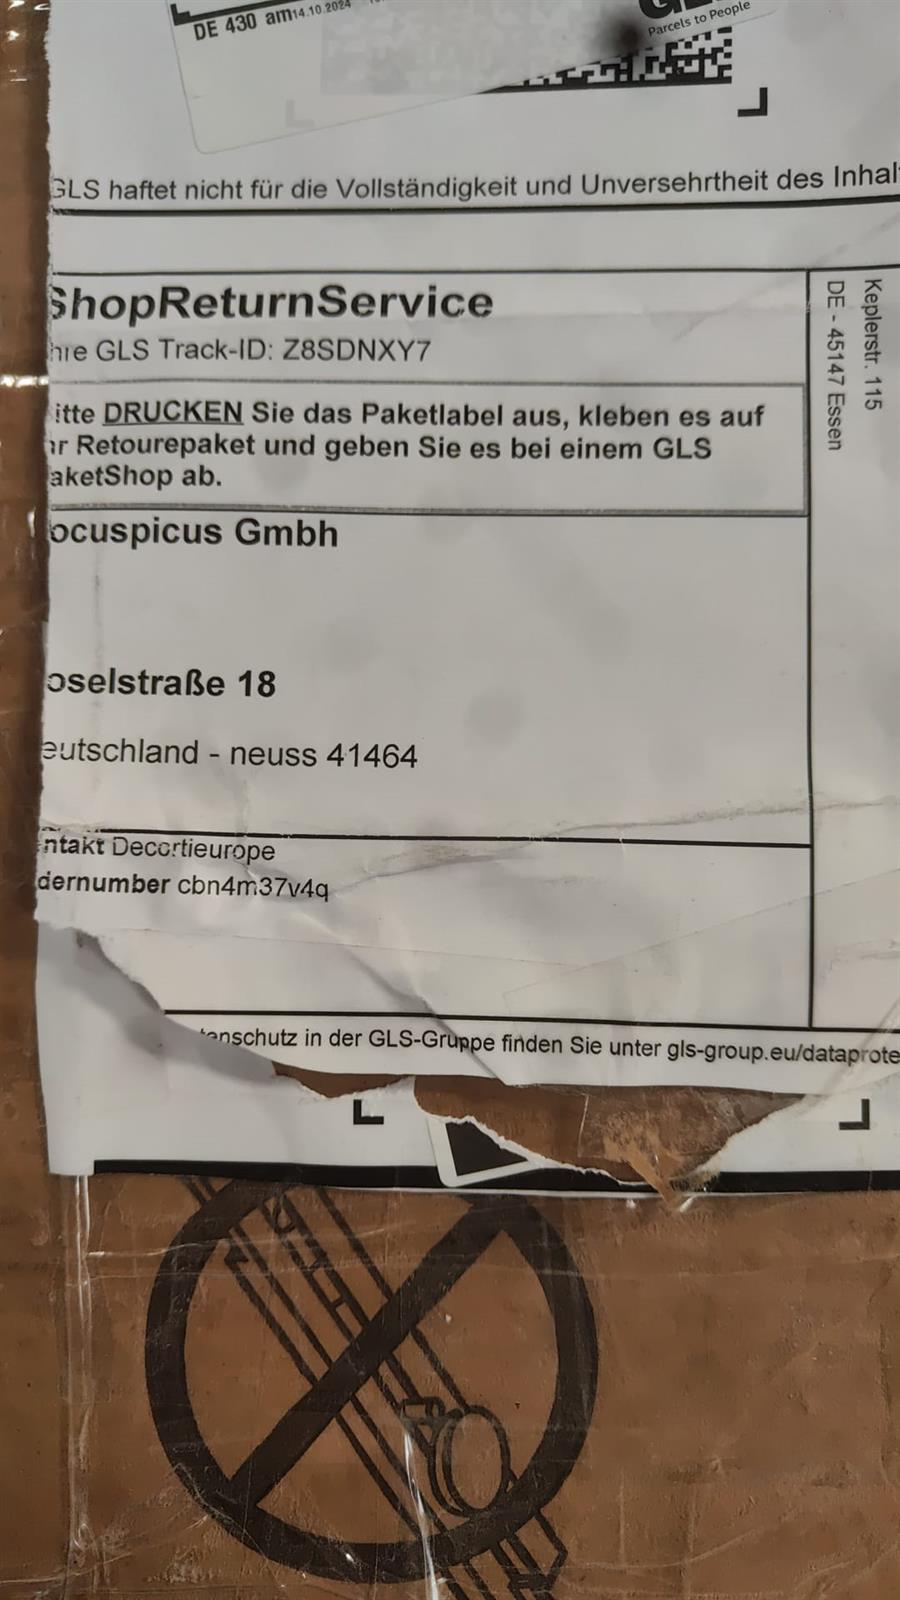 DE 430 am14.10.2024
Parcels to People
GLS haftet nicht für die Vollständigkeit und Unversehrtheit des Inhal
ShopReturnService
hre GLS Track-ID: Z8SDNXY7
itte DRUCKEN Sie das Paketlabel aus, kleben es auf
hr Retourepaket und geben Sie es bei einem GLS
aketShop ab.
ocuspicus Gmbh
oselstraße 18
eutschland - neuss 41464
ntakt Decortieurope
dernumber cbn4m37v4q
enschutz in der GLS-Gruppe finden Sie unter gls-group.eu/dataprote
Keplerstr. 115
DE - 45147 Essen